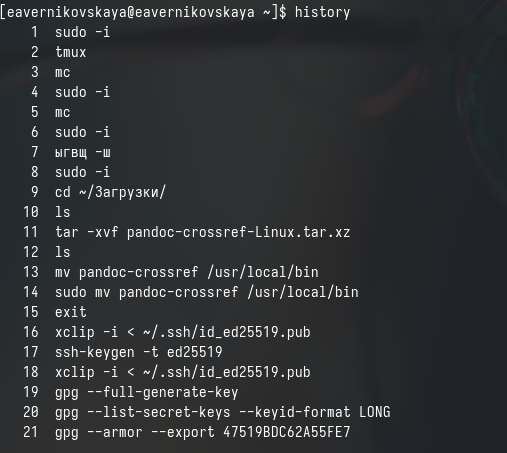 [eavernikovskaya@eavernikovskaya ~]$ history
1 sudo -i
2 tmux
3 mc
4 sudo -i
5 mc
6 sudo -i
7 ыгвщ -ш
8 sudo -i
9 cd ~/Загрузки/
10 ls
11 tar -xvf pandoc-crossref-Linux.tar.xz
12 ls
13 mv pandoc-crossref /usr/local/bin
14 sudo mv pandoc-crossref /usr/local/bin
15 exit
16 xclip -i < ~/.ssh/id_ed25519.pub
17 ssh-keygen -t ed25519
18 xclip -i < ~/.ssh/id_ed25519.pub
19 gpg --full-generate-key
20 gpg --list-secret-keys --keyid-format LONG
21 gpg --armor --export 47519BDC62A55FE7